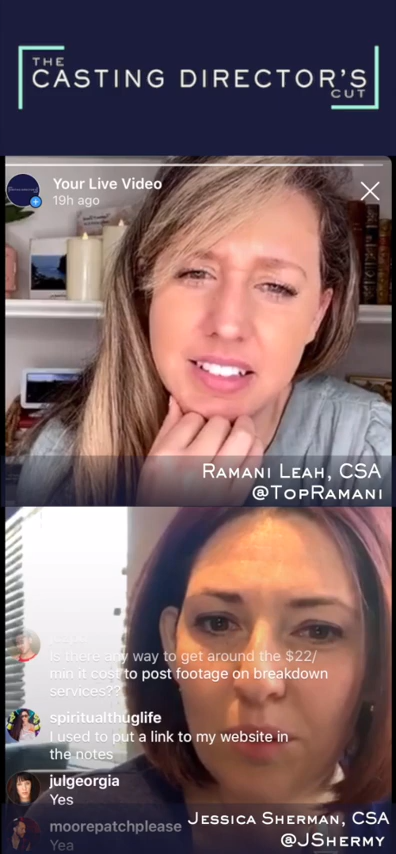 THE
CASTING DIRECTOR'S
CUT
Your Live Video
19h ago
RAMANI LEAH, CSA
@TOPRAMANI
Is there any way to get around the $22/
min it cost to post footage on breakdown
services??
spiritualthuglife
I used to put a link to my website in
the notes
julgeorgia
Yes
moorepatchplease
Yea
JESSICA SHERMAN, CSA
@JSHERMY